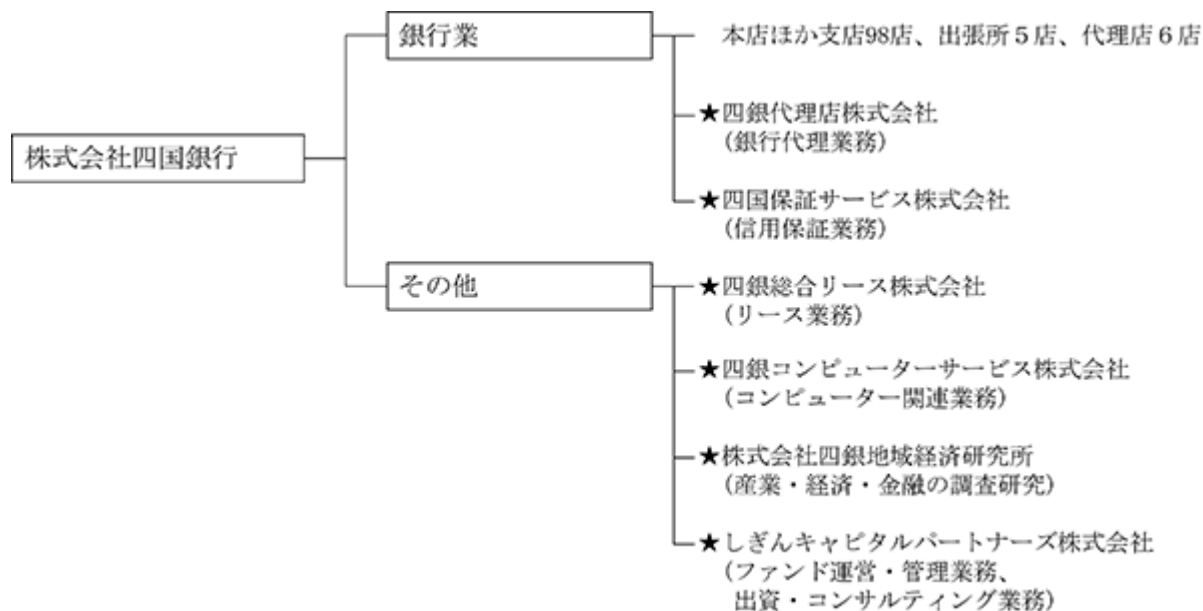 銀行業
本店ほか支店98店、出張所５店、代理店６店
★四銀代理店株式会社
(銀行代理業務)
株式会社四国銀行
★四国保証サービス株式会社
(信用保証業務)
その他
★四銀総合リース株式会社
(リース業務)
★四銀コンピューターサービス株式会社
(コンピューター関連業務)
★株式会社四銀地域経済研究所
(産業・経済・金融の調査研究)
★しぎんキャピタルパートナーズ株式会社
(ファンド運営・管理業務、
出資・コンサルティング業務)